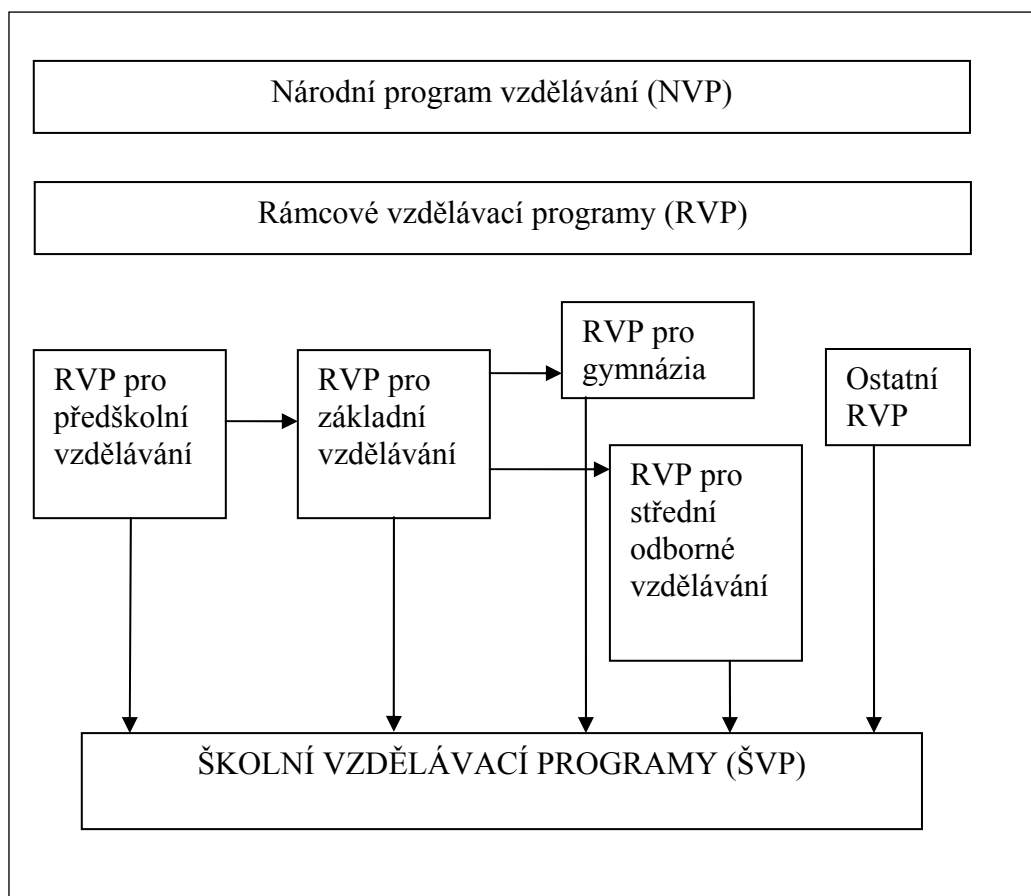 Národní program vzdělávání (NVP)
Rámcové vzdělávací programy (RVP)
RVP pro
předškolní
vzdělávání
RVP pro
základní
vzdělávání
RVP pro
gymnázia
RVP pro
střední
odborné
vzdělávání
Ostatní
RVP
ŠKOLNÍ VZDĚLÁVACÍ PROGRAMY (ŠVP)